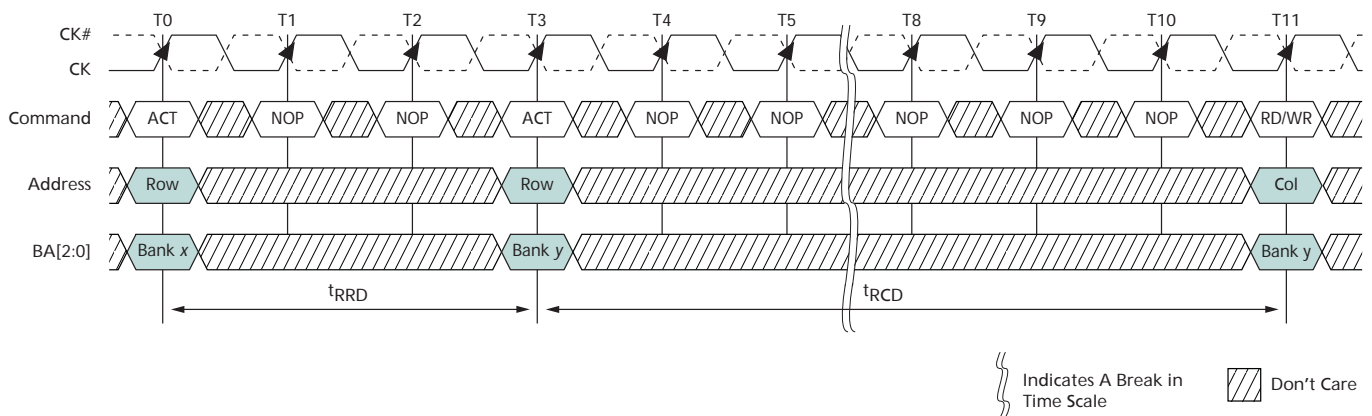 T0 T1 T2 T3 T4 T5 T8 T9 T10 T11
CK#
CK
Command ACT NOP NOP ACT NOP NOP NOP NOP NOP RD/WR
Address Row Row Col
BA[2:0] Bank x Bank y Bank y
tRRD tRCD
Indicates A Break in
Time Scale
Don't Care